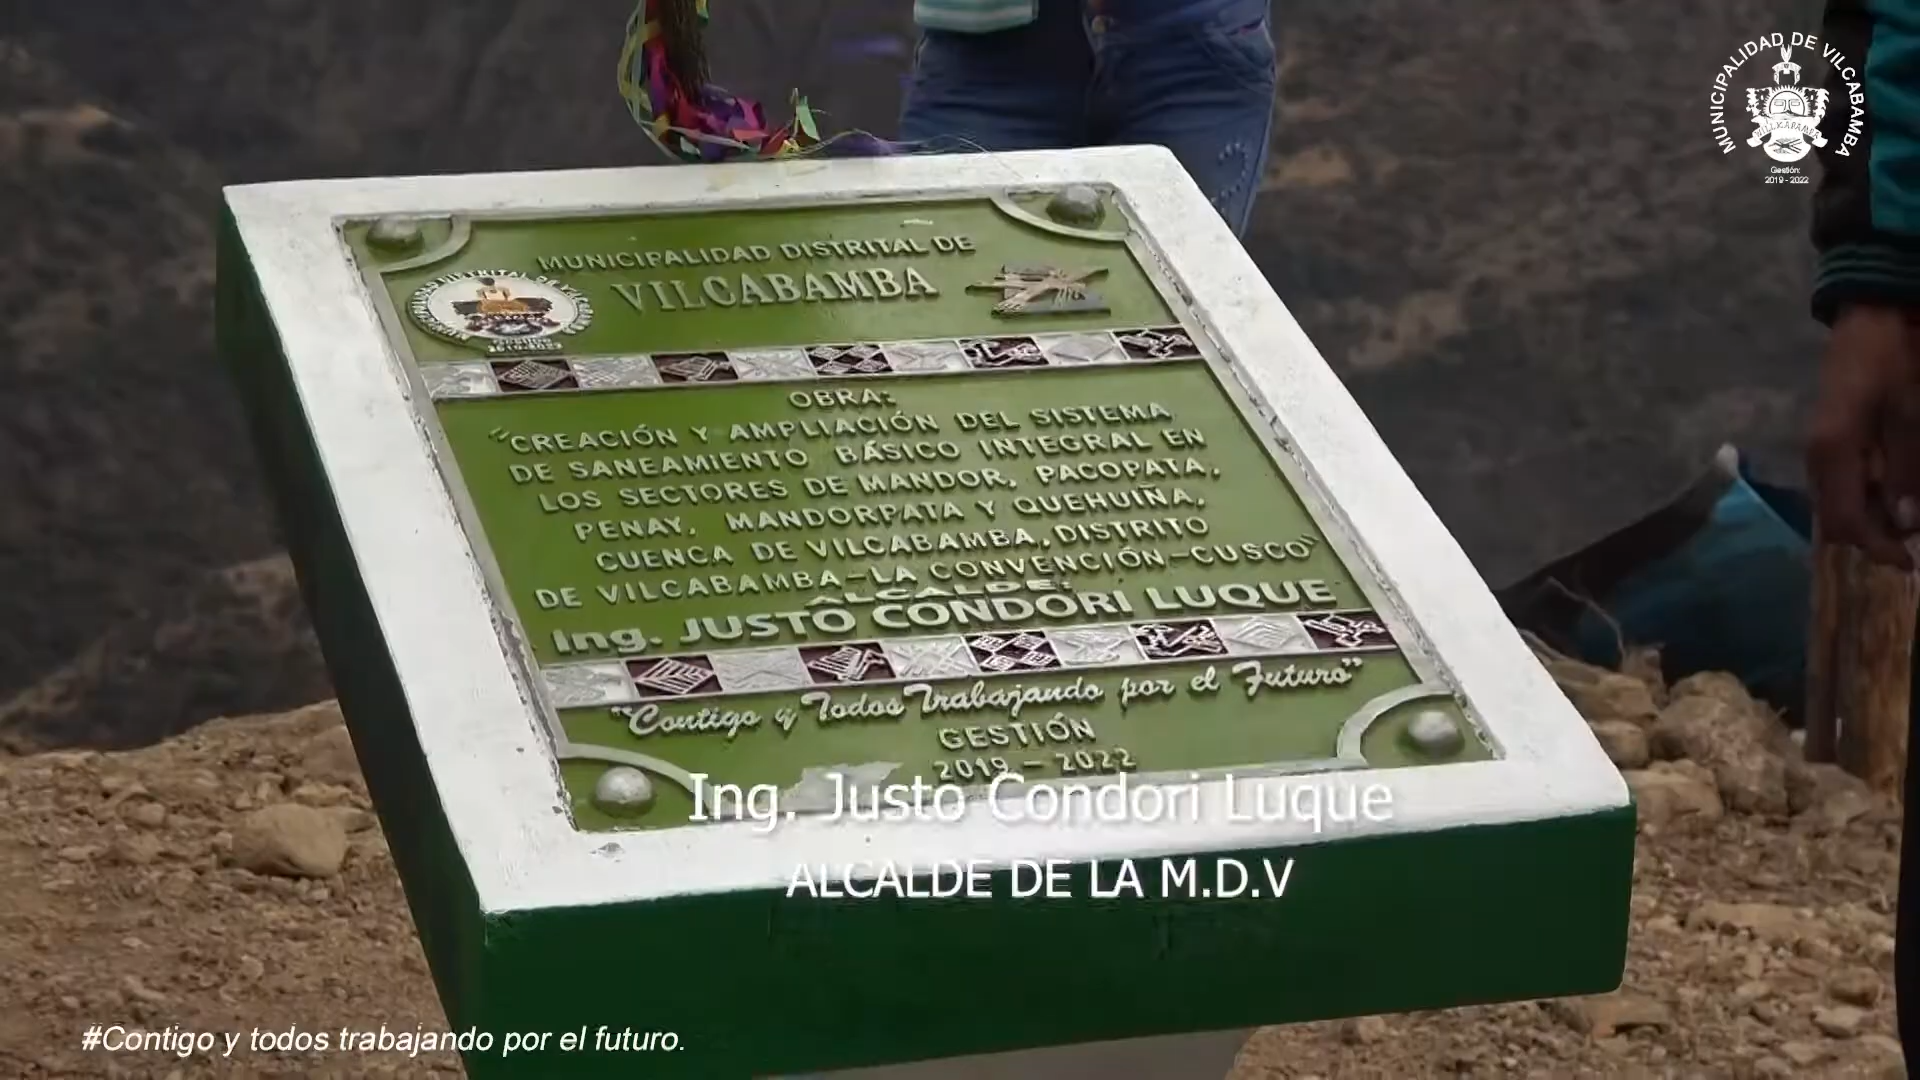 MUNICIPALIDAD DE VILCABAMBA
VILLKABAMPA
Gestión:
2019 - 2022
MUNICIPALIDAD DISTRITAL DE
VILCABAMBA
OBRA:
"CREACIÓN Y AMPLIACIÓN DEL SISTEMA
DE SANEAMIENTO BÁSICO INTEGRAL EN
LOS SECTORES DE MANDOR, PACOPATA,
PENAY, MANDORPATA Y QUEHUIÑA,
CUENCA DE VILCABAMBA, DISTRITO
DE VILCABAMBA-LA CONVENCIÓN-CUSCO"
ALCALDE:
Ing. JUSTO CONDORI LUQUE
"Contigo y Todos Trabajando por el Futuro"
GESTIÓN
2019 - 2022
Ing. Justo Condori Luque
ALCALDE DE LA M.D.V
#Contigo y todos trabajando por el futuro.